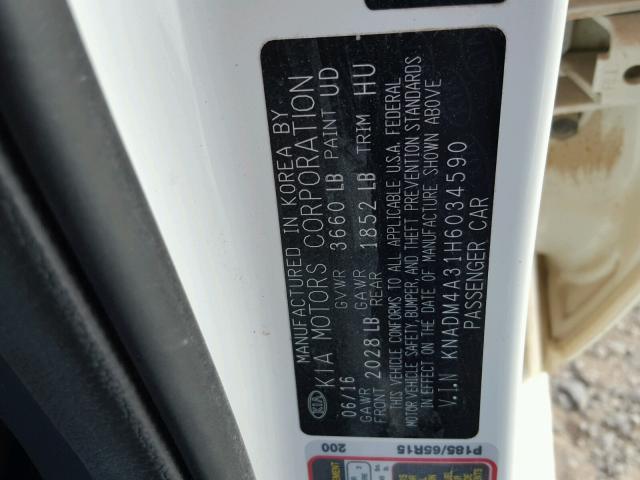 MANUFACTURED IN KOREA BY
KIA MOTORS CORPORATION
KIA
06/16 GVWR 3660 LB PAINT UD
GAWR FRONT 2028 LB GAWR REAR 1852 LB TRIM HU
THIS VEHICLE CONFORMS TO ALL APPLICABLE U.S.A. FEDERAL
MOTOR VEHICLE SAFETY, BUMPER, AND THEFT PREVENTION STANDARDS
IN EFFECT ON THE DATE OF MANUFACTURE SHOWN ABOVE.
V.I.N KNADM4A31H6034590
PASSENGER CAR
P185/65R15
200